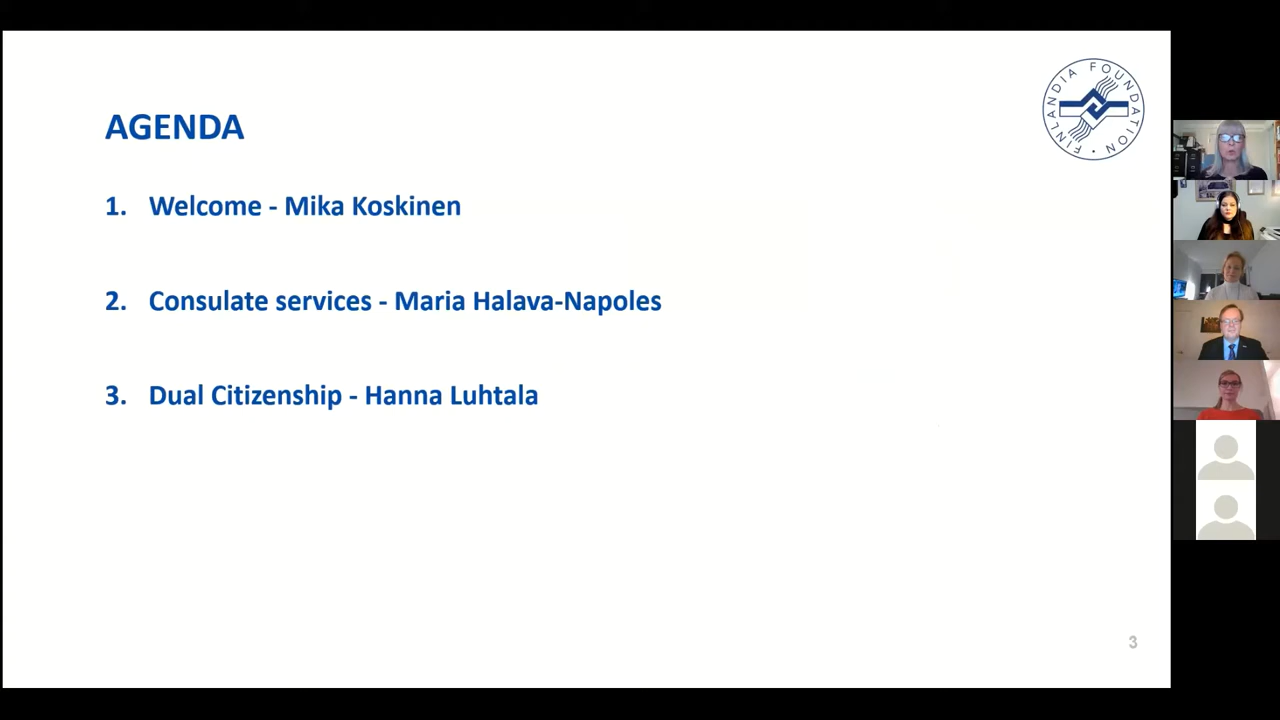 FINLANDIA FOUNDATION •
AGENDA
1. Welcome - Mika Koskinen
2. Consulate services - Maria Halava-Napoles
3. Dual Citizenship - Hanna Luhtala
3